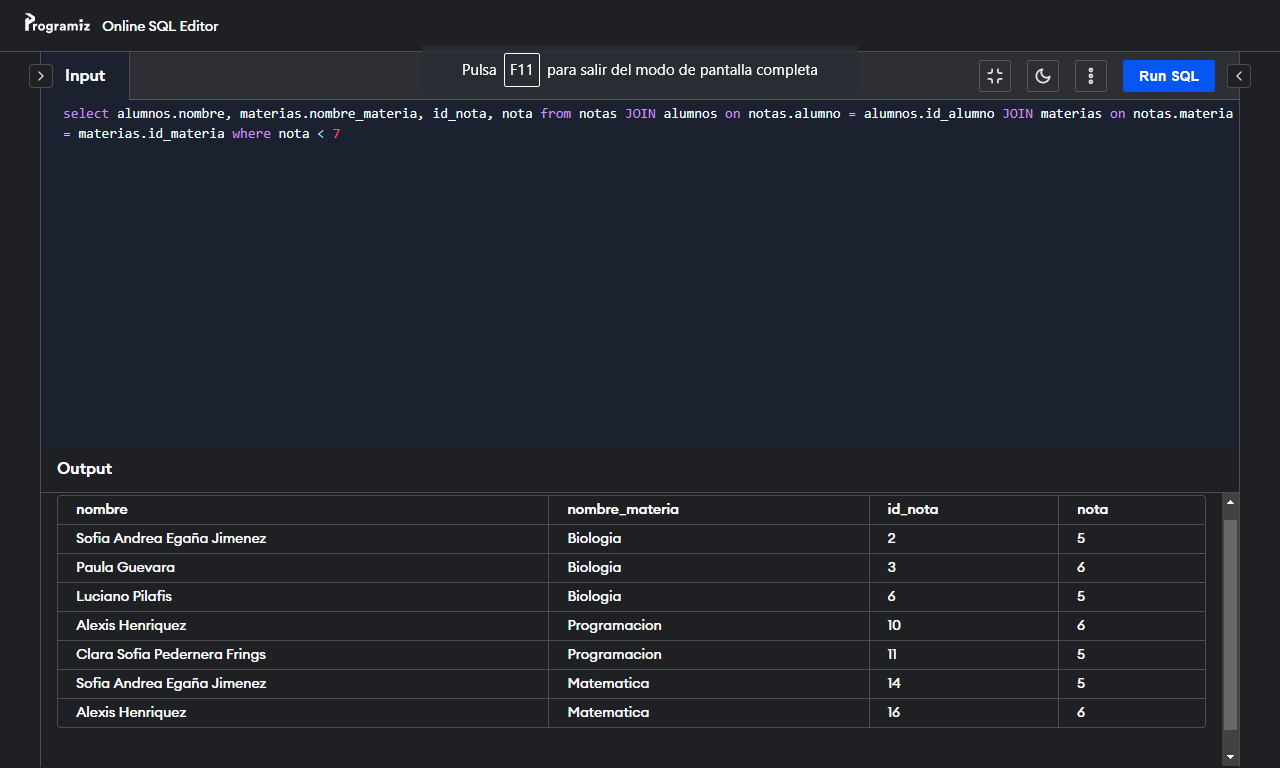 Programiz Online SQL Editor
Pulsa F11 para salir del modo de pantalla completa
Input
Run SQL
select alumnos.nombre, materias.nombre_materia, id_nota, nota from notas JOIN alumnos on notas.alumno = alumnos.id_alumno JOIN materias on notas.materia
= materias.id_materia where nota < 7
Output
nombre nombre_materia id_nota nota
Sofia Andrea Egaña Jimenez Biologia 2 5
Paula Guevara Biologia 3 6
Luciano Pilafis Biologia 6 5
Alexis Henriquez Programacion 10 6
Clara Sofia Pedernera Frings Programacion 11 5
Sofia Andrea Egaña Jimenez Matematica 14 5
Alexis Henriquez Matematica 16 6